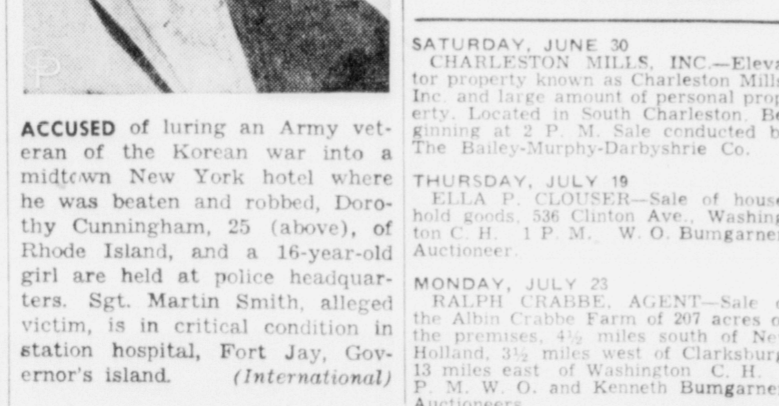 ACCUSED of luring an Army vet-
eran of the Korean war into a
midtown New York hotel where
he was beaten and robbed, Doro-
thy Cunningham, 25 (above), of
Rhode Island, and a 16-year-old
girl are held at police headquar-
ters. Sgt. Martin Smith, alleged
victim, is in critical condition in
station hospital, Fort Jay, Gov-
ernor's island. (International)
SATURDAY, JUNE 30
CHARLESTON MILLS, INC.—Eleva
tor property known as Charleston Mills
Inc. and large amount of personal prop
erty. Located in South Charleston. Be
ginning at 2 P. M. Sale conducted b
The Bailey-Murphy-Darbyshrie Co.
THURSDAY, JULY 19
ELLA P. CLOUSER—Sale of house
hold goods, 536 Clinton Ave., Washing
ton C. H. 1 P. M. W. O. Bumgarner
Auctioneer.
MONDAY, JULY 23
RALPH CRABBE, AGENT—Sale o
the Albin Crabbe Farm of 207 acres o
the premises, 4½ miles south of Ne
Holland, 3½ miles west of Clarksburg
13 miles east of Washington C. H.
P. M. W. O. and Kenneth Bumgarner
Auctioneers